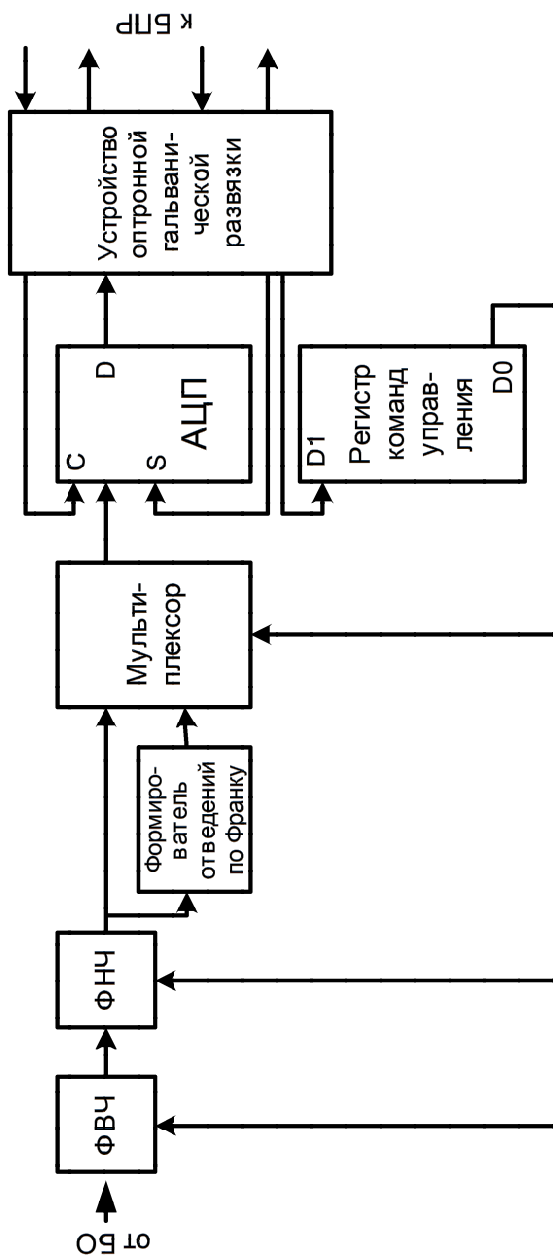 от БО
ФВЧ
ФНЧ
Формиро-
ватель
отведений
по Франку
Мульти-
плексор
C
S
D
АЦП
D1
Регистр
команд
управ-
ления
D0
Устройство
оптронной
гальвани-
ческой
развязки
к БПР